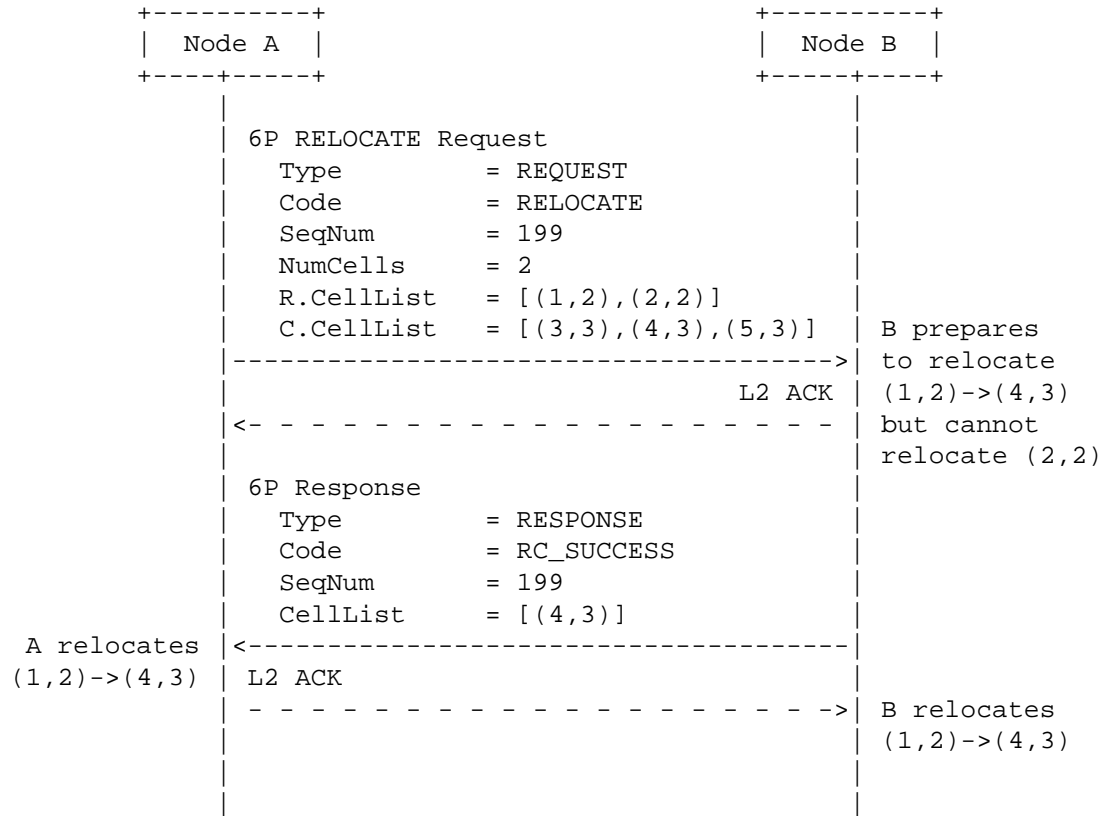 +----------+                           +----------+
|  Node A  |                           |  Node B  |
+----+-----+                           +-----+----+
     |                                       |
     | 6P RELOCATE Request                   |
     |   Type         = REQUEST              |
     |   Code         = RELOCATE             |
     |   SeqNum       = 199                  |
     |   NumCells     = 2                    |
     |   R.CellList   = [(1,2),(2,2)]        |
     |   C.CellList   = [(3,3),(4,3),(5,3)]  | B prepares
     |-------------------------------------->| to relocate
     |                               L2 ACK  | (1,2)->(4,3)
     |<- - - - - - - - - - - - - - - - - - - | but cannot
     |                                       | relocate (2,2)
     | 6P Response                           |
     |   Type         = RESPONSE             |
     |   Code         = RC_SUCCESS           |
     |   SeqNum       = 199                  |
     |   CellList     = [(4,3)]              |
A relocates |<--------------------------------------|
(1,2)->(4,3) | L2 ACK                                |
     | - - - - - - - - - - - - - - - - - - ->| B relocates
     |                                       | (1,2)->(4,3)
     |                                       |
     |                                       |